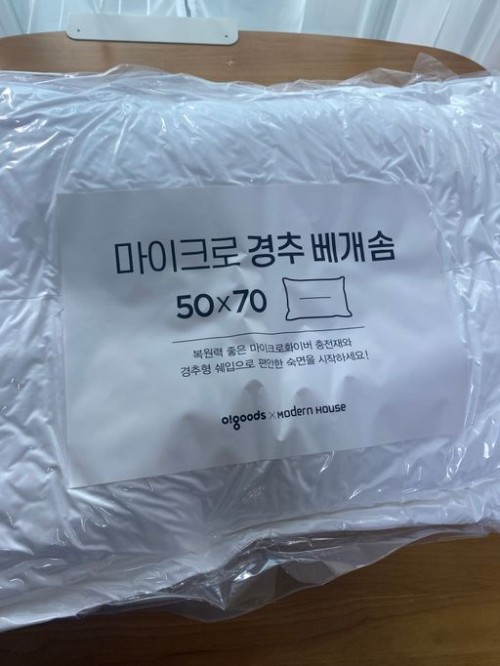 마이크로 경추 베개솜
50x70
복원력 좋은 마이크로화이버 충전재와
경추형 쉐입으로 편안한 숙면을 시작하세요!
o!goods x MODERN HOUSE